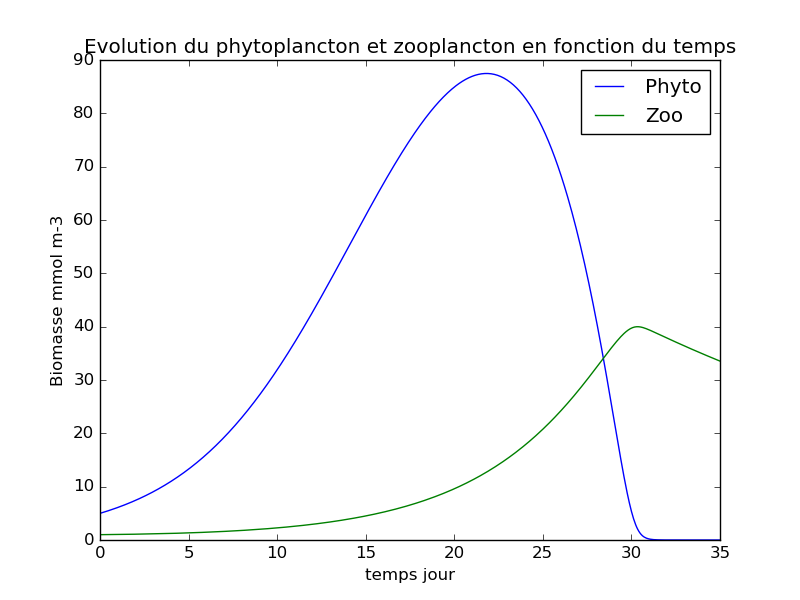 Evolution du phytoplancton et zooplancton en fonction du temps
90
80
70
60
50
40
30
20
10
0
Biomasse mmol m-3
Phyto
Zoo
0 5 10 15 20 25 30 35
temps jour